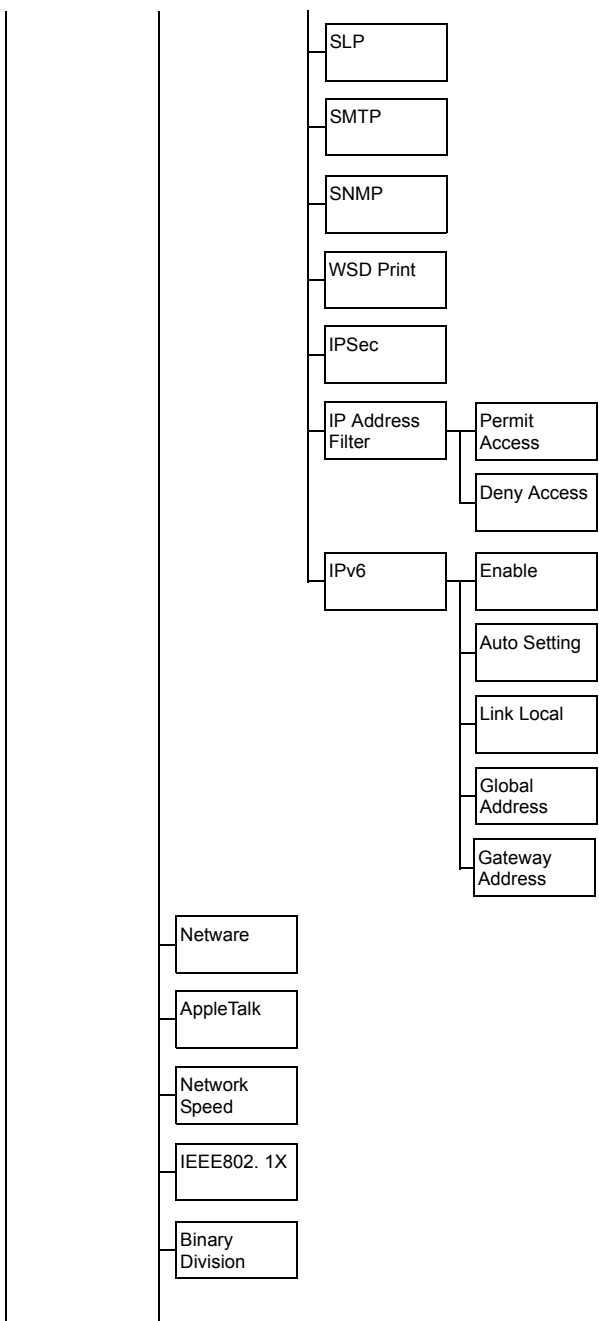 SLP
SMTP
SNMP
WSD Print
IPSec
IP Address
Filter
Permit
Access
Deny Access
IPv6
Enable
Auto Setting
Link Local
Global
Address
Gateway
Address
Netware
AppleTalk
Network
Speed
IEEE802. 1X
Binary
Division